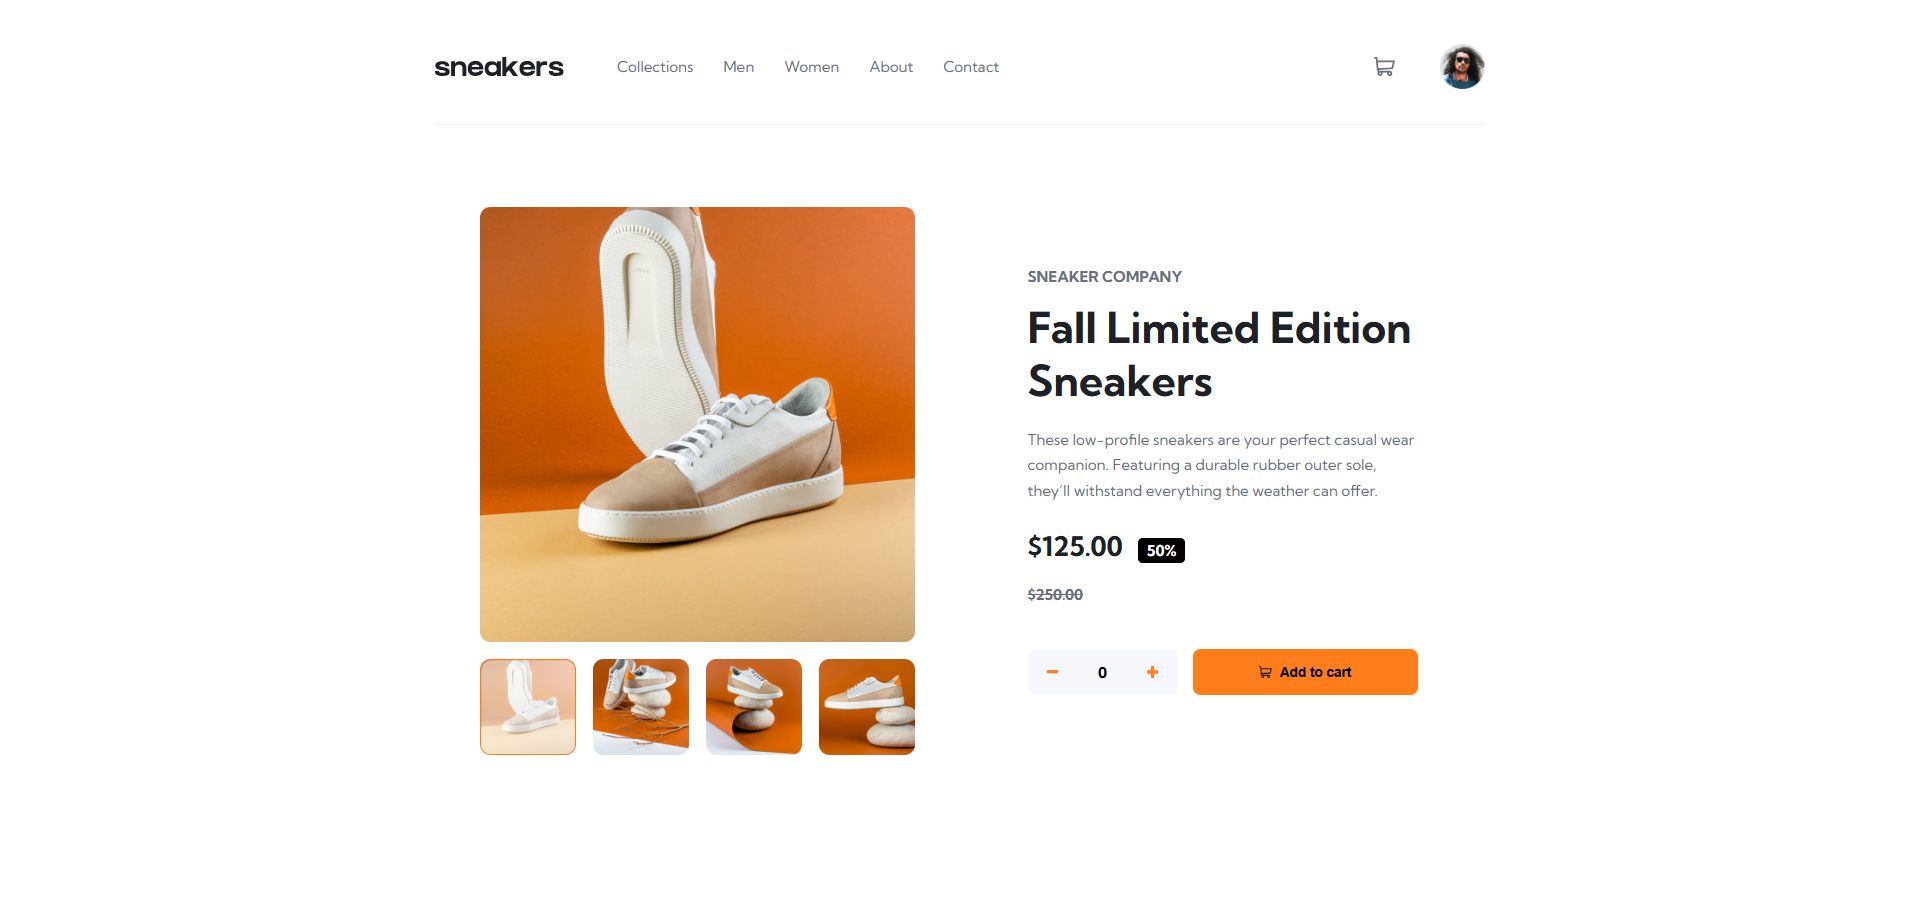 sneakers
Collections Men Women About Contact
SNEAKER COMPANY
Fall Limited Edition
Sneakers
These low-profile sneakers are your perfect casual wear
companion. Featuring a durable rubber outer sole,
they’ll withstand everything the weather can offer.
$125.00 50%
$250.00
0
Add to cart